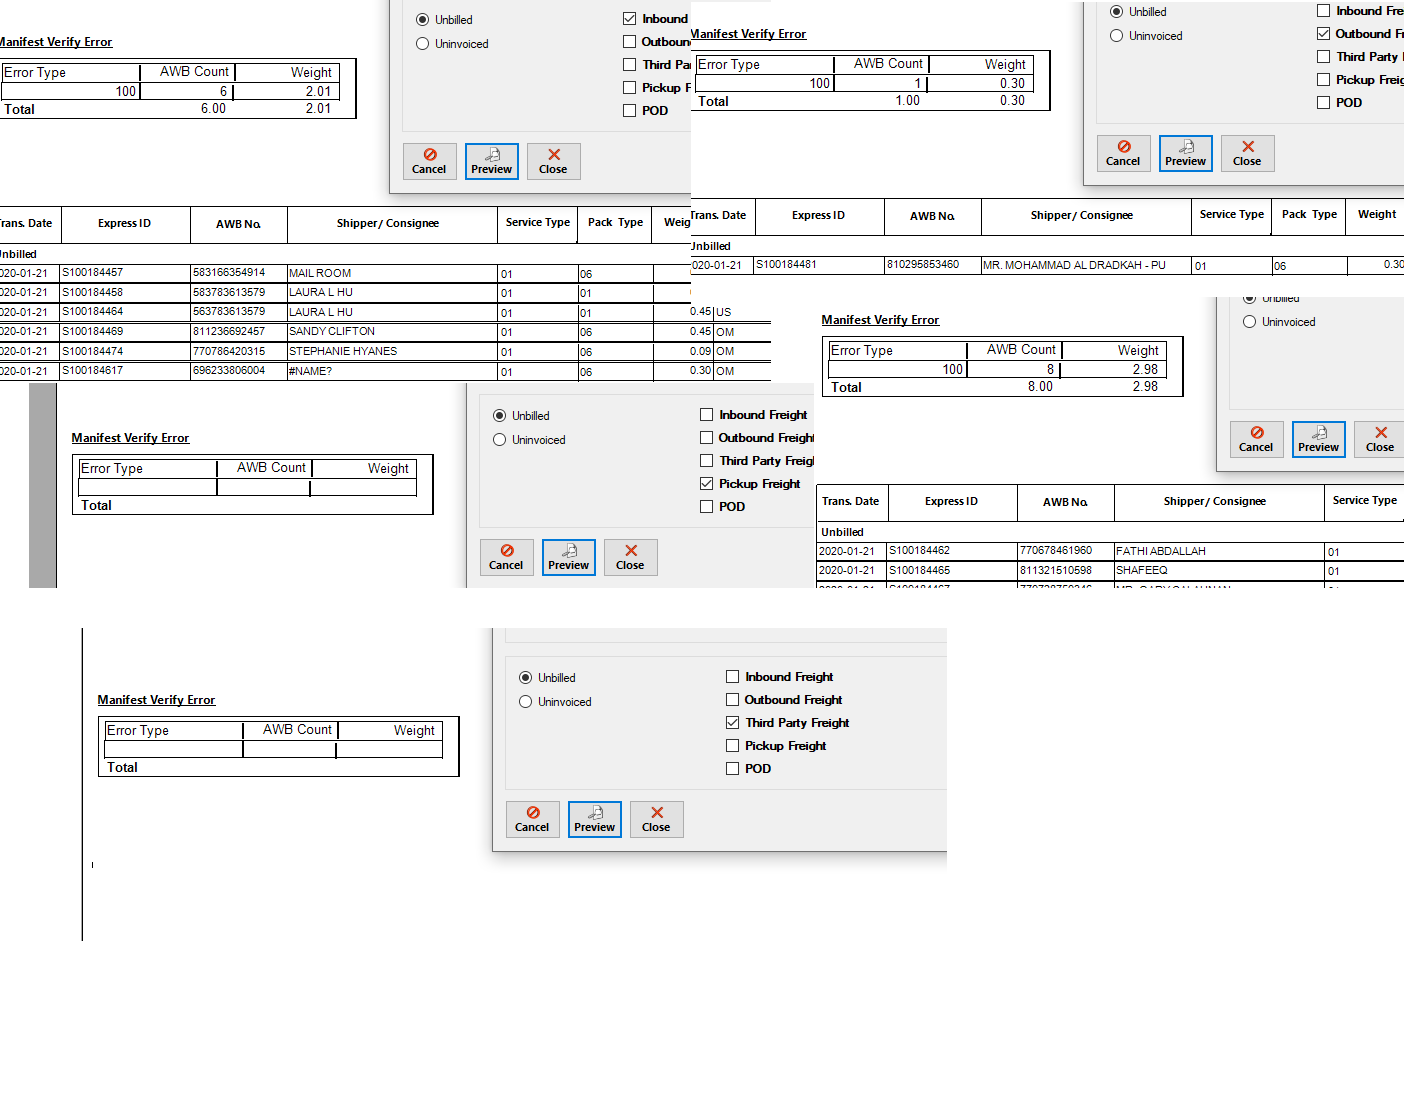 Unbilled
Inbound
Uninvoiced
Outboun
Manifest Verify Error
Third Pa
Error Type AWB Count Weight
Pickup F
100 6 2.01
POD
Total 6.00 2.01
Cancel Preview Close
Trans. Date Express ID AWB No. Shipper/ Consignee Service Type Pack Type Weig
Unbilled
020-01-21 S100184457 583166354914 MAIL ROOM 01 06
020-01-21 S100184458 583783613579 LAURA L HU 01 01
020-01-21 S100184464 563783613579 LAURA L HU 01 01 0.45 US
020-01-21 S100184469 811236692457 SANDY CLIFTON 01 06 0.45 OM
020-01-21 S100184474 770786420315 STEPHANIE HYANES 01 06 0.09 OM
020-01-21 S100184617 696233806004 #NAME? 01 06 0.30 OM
Unbilled
Inbound Fre
Uninvoiced
Outbound F
Manifest Verify Error
Third Party
Error Type AWB Count Weight
Pickup Freig
100 1 0.30
POD
Total 1.00 0.30
Cancel Preview Close
Trans. Date Express ID AWB No. Shipper/ Consignee Service Type Pack Type Weight
Unbilled
020-01-21 S100184481 810295853460 MR. MOHAMMAD AL DRADKAH - PU 01 06 0.30
Unbilled
Uninvoiced
Manifest Verify Error
Error Type AWB Count Weight
100 8 2.98
Total 8.00 2.98
Cancel Preview Close
Trans. Date Express ID AWB No. Shipper/ Consignee Service Type
Unbilled
2020-01-21 S100184462 770678461960 FATHI ABDALLAH 01
2020-01-21 S100184465 811321510598 SHAFEEQ 01
Unbilled
Inbound Freight
Uninvoiced
Outbound Freight
Manifest Verify Error
Third Party Freig
Error Type AWB Count Weight
Pickup Freight
Total
POD
Cancel Preview Close
Unbilled
Inbound Freight
Uninvoiced
Outbound Freight
Manifest Verify Error
Third Party Freight
Error Type AWB Count Weight
Pickup Freight
Total
POD
Cancel Preview Close